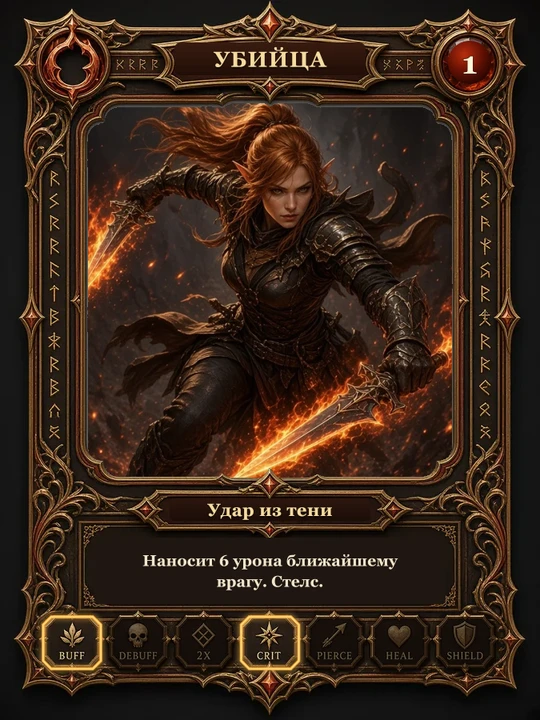 УБИЙЦА
1
Удар из тени
Наносит 6 урона ближайшему
врагу. Стелс.
BUFF
DEBUFF
2X
CRIT
PIERCE
HEAL
SHIELD